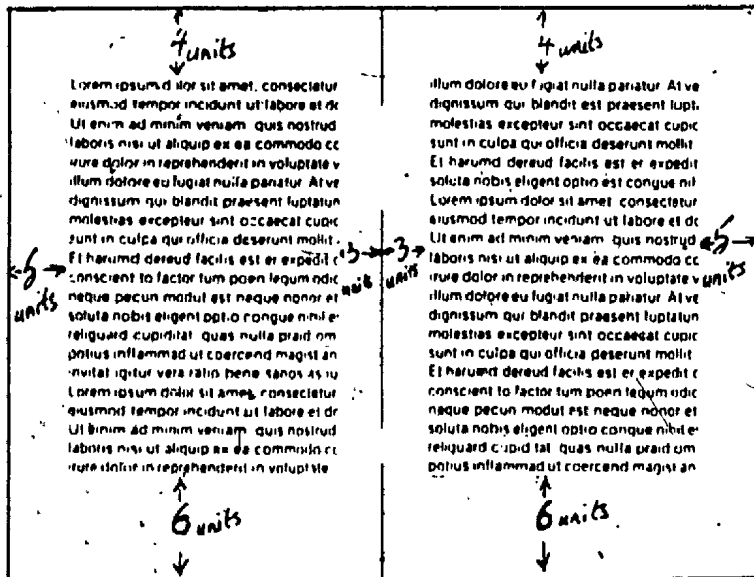 4 units
Lorem ipsum d lor sit amet, consectetur
eiusmod tempor incidunt ut labore et dc
Ut enim ad minim veniam quis nostrud
laboris nisi ut aliquip ex ea commodo cc
irure dolor in reprehenderit in voluptate v
illum dolore eu fugiat nulla pariatur At ve
dignissum qui blandit praesent luptatun
molestias excepteur sint occaecat cupic
sunt in culpa qui officia deserunt mollit
Et harumd dereud facilis est er expedit c
conscient to factor tum poen legum odic
neque pecun modut est neque nonor et
soluta nobis eligent optio congue nihil e
religuard cupiditat quas nulla praid om
potius inflammad ut coercend magist an
invitat igitur vera ratio bene sanos as iu
Lorem ipsum dolor sit amet, consectetur
eiusmod tempor incidunt ut labore et dr
Ut enim ad minim veniam quis nostrud
laboris nisi ut aliquip ex ea commodo cc
irure dolor in reprehenderit in voluptate
5 units
3 units
6 units
4 units
illum dolore eu fugiat nulla pariatur At ve
dignissum qui blandit est praesent lupt
molestias excepteur sint occaecat cupic
sunt in culpa qui officia deserunt mollit
Et harumd dereud facilis est er expedit
soluta nobis eligent optio est congue nil
Lorem ipsum dolor sit amet consectetur
eiusmod tempor incidunt ut labore et dc
Ut enim ad minim veniam quis nostrud
laboris nisi ut aliquip ex ea commodo cc
irure dolor in reprehenderit in voluptate v
illum dolore eu fugiat nulla pariatur At ve
dignissum qui blandit praesent luptatun
molestias excepteur sint occaecat cupic
sunt in culpa qui officia deserunt mollit
Et harumd dereud facilis est er expedit c
conscient to factor tum poen legum odic
neque pecun modut est neque nonor et
soluta nobis eligent optio congue nihil e
religuard cupid tat quas nulla praid om
potius inflammad ut coercend magist an
3 units
5 units
6 units